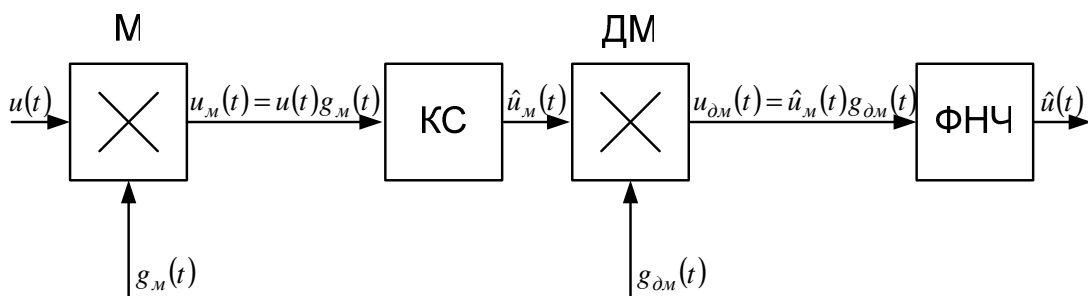 М
ДМ
u(t)
u_м(t) = u(t)g_м(t)
КС
û_м(t)
u_дм(t) = û_м(t)g_дм(t)
ФНЧ
û(t)
g_м(t)
g_дм(t)